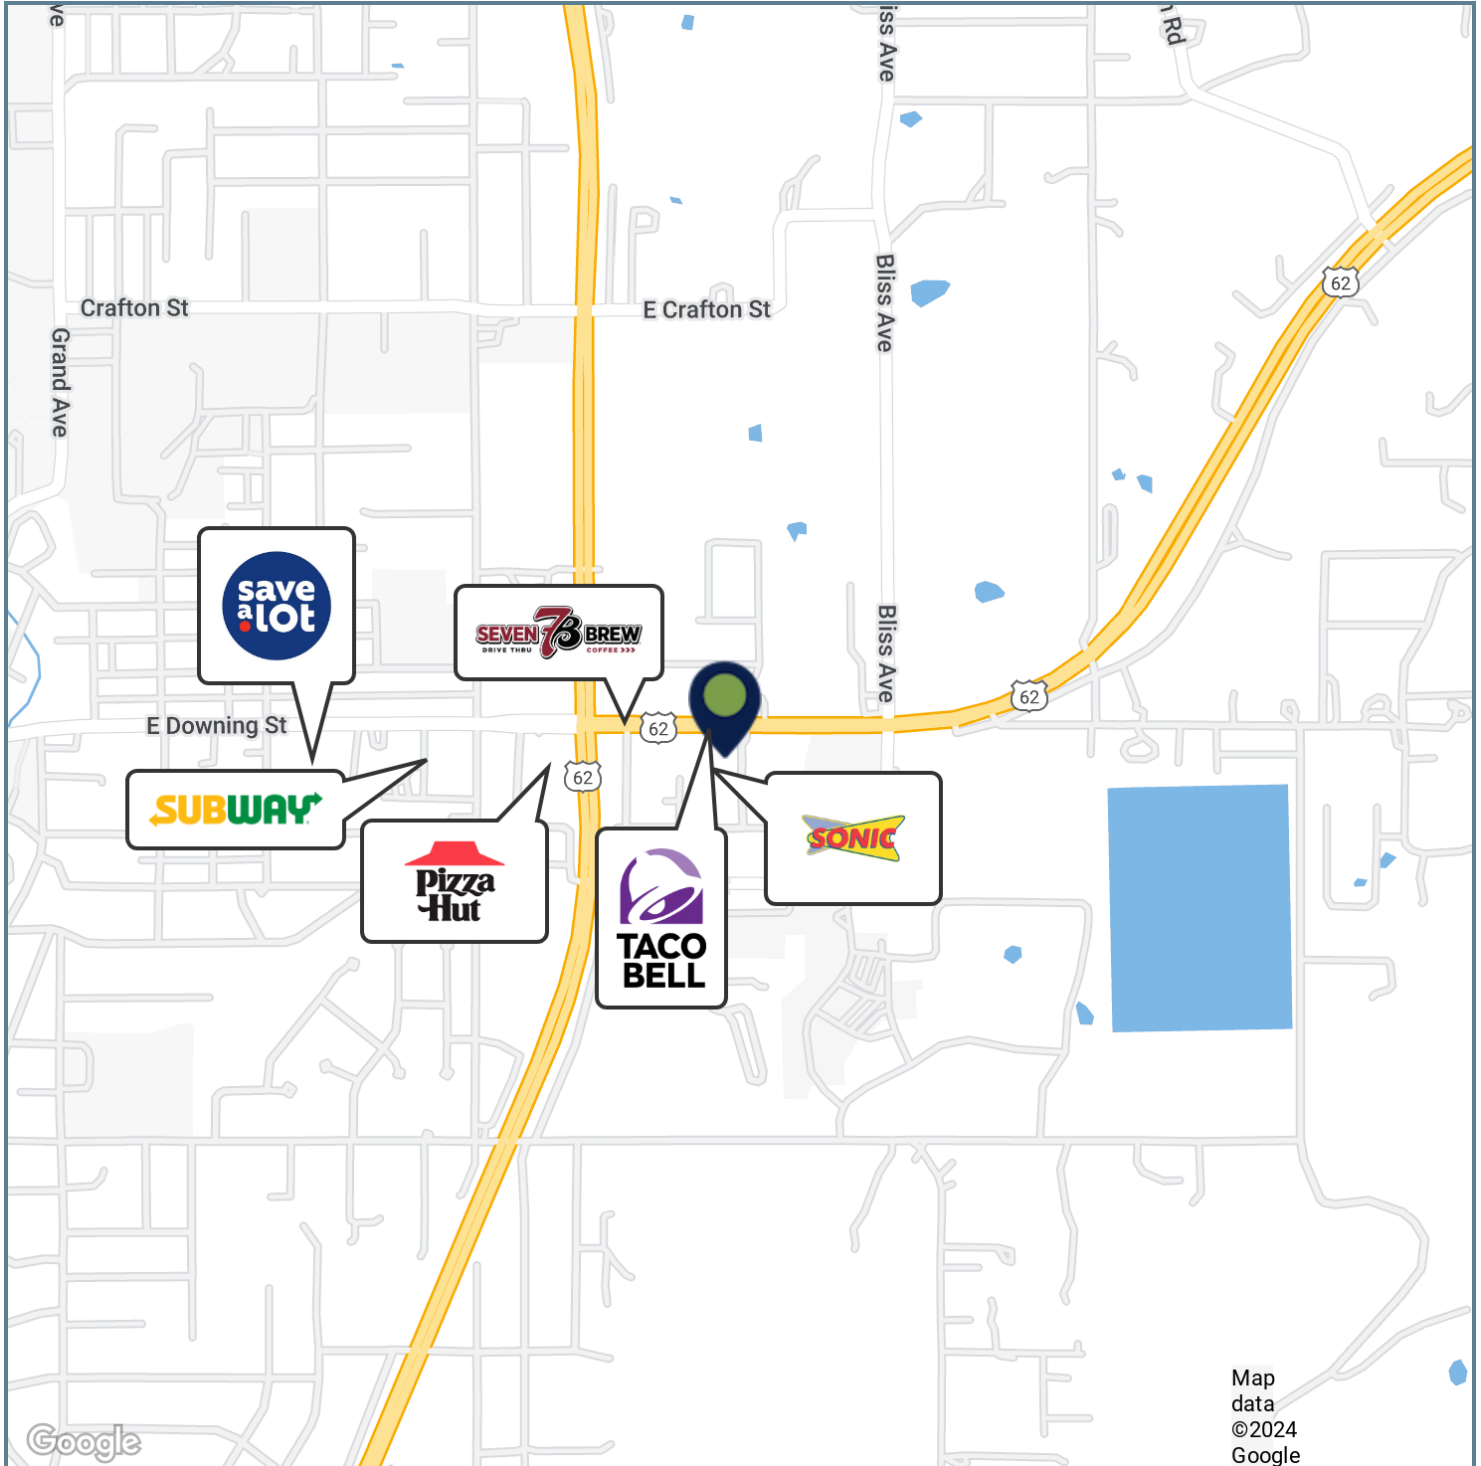 ve
iss Ave
n Rd
62
Bliss Ave
Crafton St
E Crafton St
Grand Ave
save
a
lot
SEVEN 7B BREW
DRIVE THRU COFFEE >>>
Bliss Ave
62
E Downing St
62
62
SUBWAY
SONIC
Pizza
Hut
TACO
BELL
Map
data
©2024
Google
Google